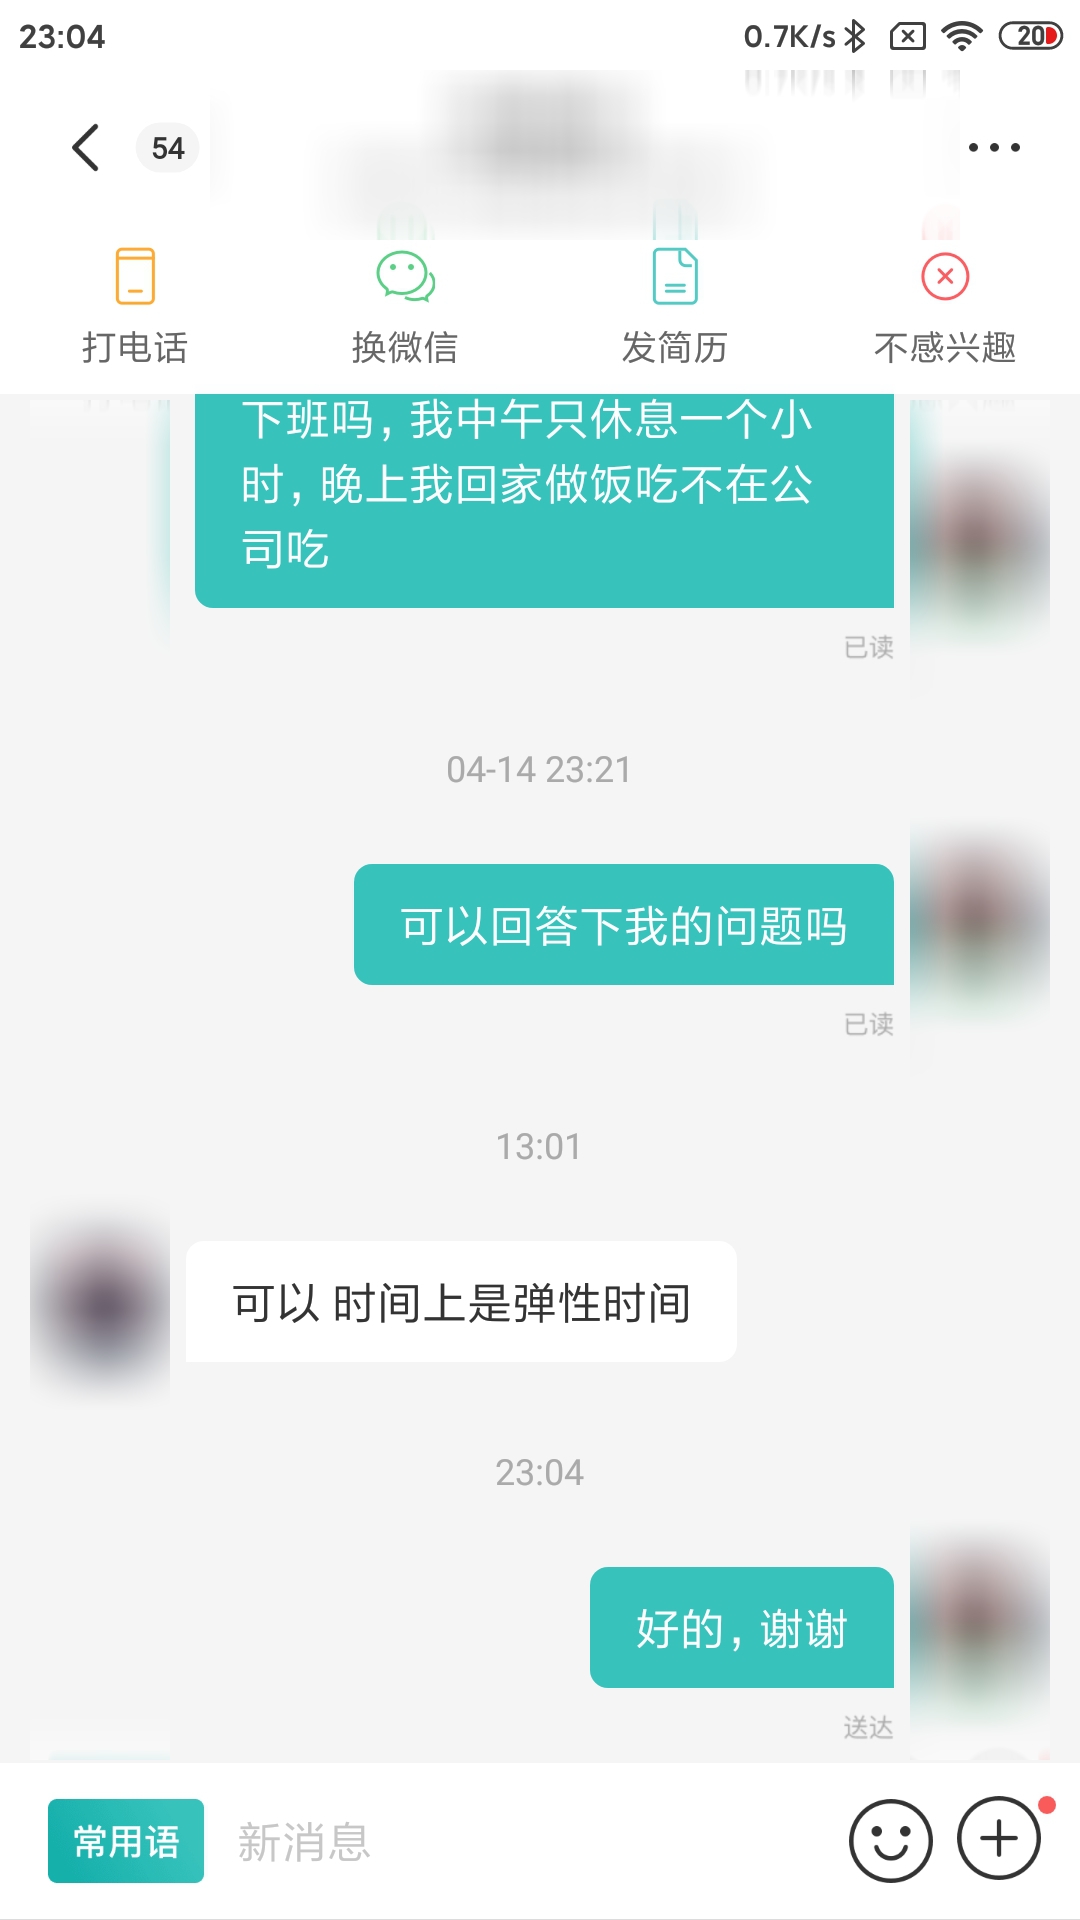 23:04 0.7K/s 20
54
打电话 换微信 发简历 不感兴趣
下班吗，我中午只休息一个小
时，晚上我回家做饭吃不在公
司吃
已读
04-14 23:21
可以回答下我的问题吗
已读
13:01
可以 时间上是弹性时间
23:04
好的，谢谢
送达
常用语 新消息